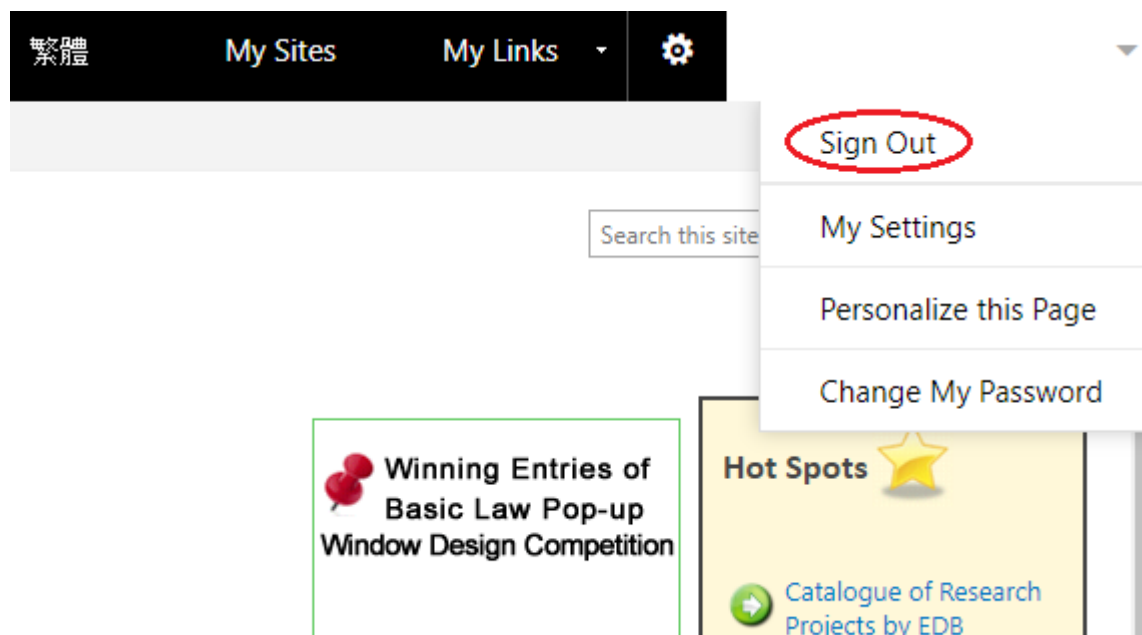 繁體 My Sites My Links
Sign Out
Search this site
My Settings
Personalize this Page
Change My Password
Winning Entries of
Basic Law Pop-up
Window Design Competition
Hot Spots
Catalogue of Research
Projects by EDB